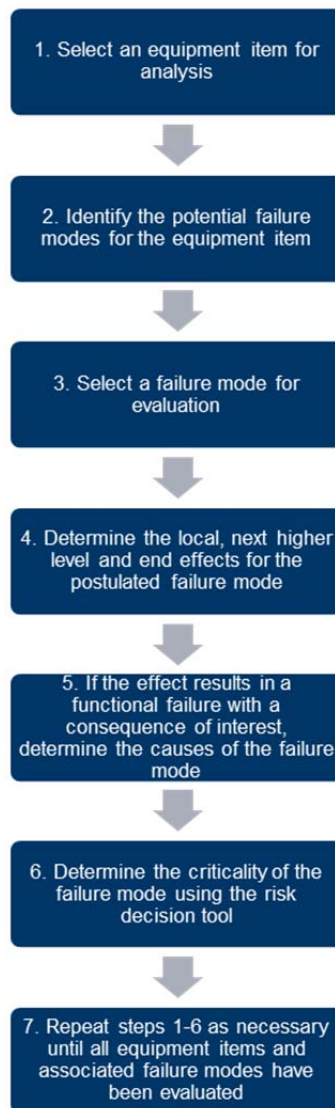 1. Select an equipment item for
analysis
2. Identify the potential failure
modes for the equipment item
3. Select a failure mode for
evaluation
4. Determine the local, next higher
level and end effects for the
postulated failure mode
5. If the effect results in a
functional failure with a
consequence of interest,
determine the causes of the failure
mode
6. Determine the criticality of the
failure mode using the risk
decision tool
7. Repeat steps 1-6 as necessary
until all equipment items and
associated failure modes have
been evaluated